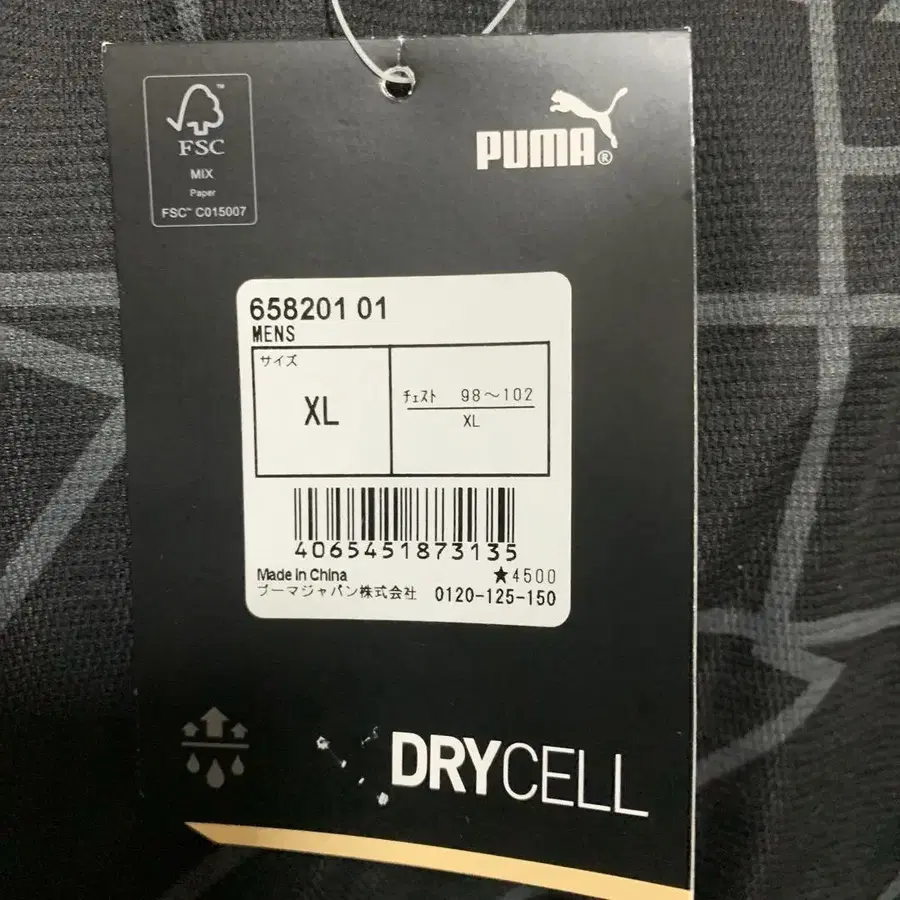 FSC
MIX
Paper
FSC™ C015007
PUMA®
658201 01
MENS
サイズ
XL
チェスト 98～102
XL
4065451873135
Made in China
★4500
プーマジャパン株式会社 0120-125-150
DRYCELL